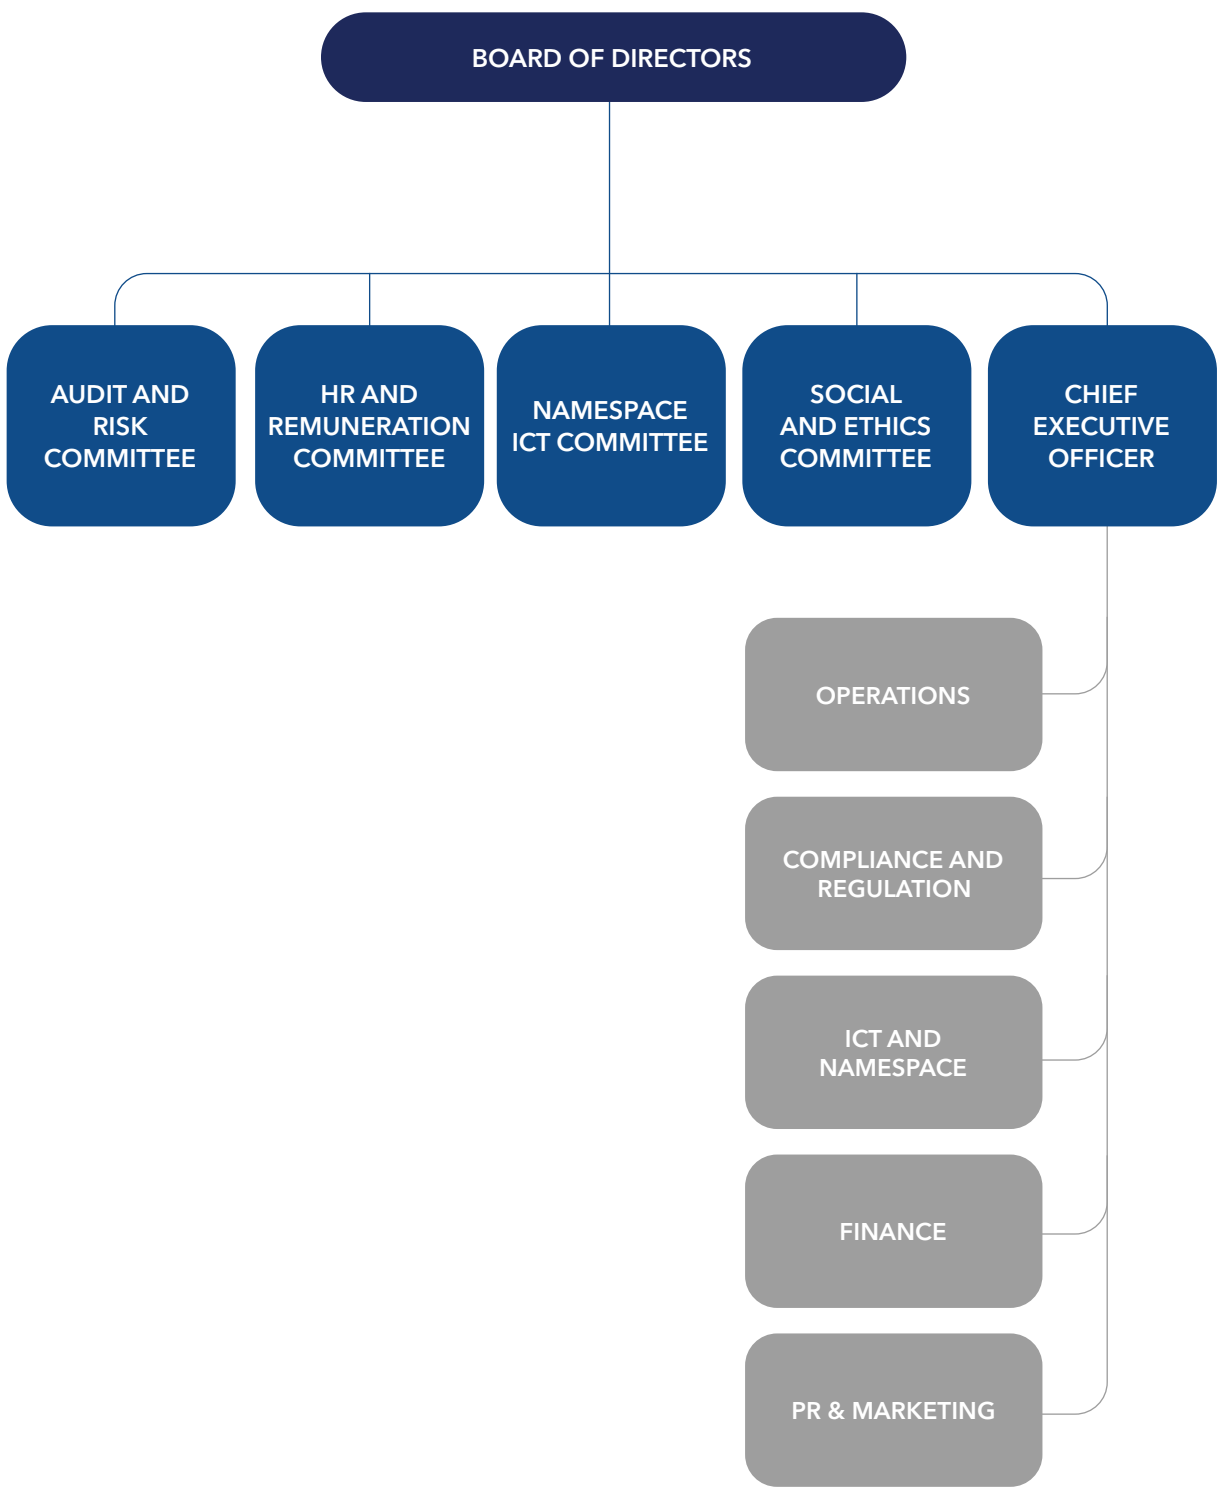 BOARD OF DIRECTORS
AUDIT AND
RISK
COMMITTEE
HR AND
REMUNERATION
COMMITTEE
NAMESPACE
ICT COMMITTEE
SOCIAL
AND ETHICS
COMMITTEE
CHIEF
EXECUTIVE
OFFICER
OPERATIONS
COMPLIANCE AND
REGULATION
ICT AND
NAMESPACE
FINANCE
PR & MARKETING